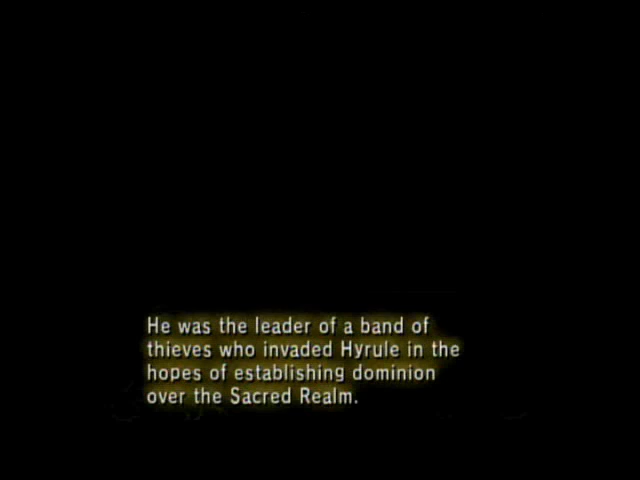 He was the leader of a band of
thieves who invaded Hyrule in the
hopes of establishing dominion
over the Sacred Realm.